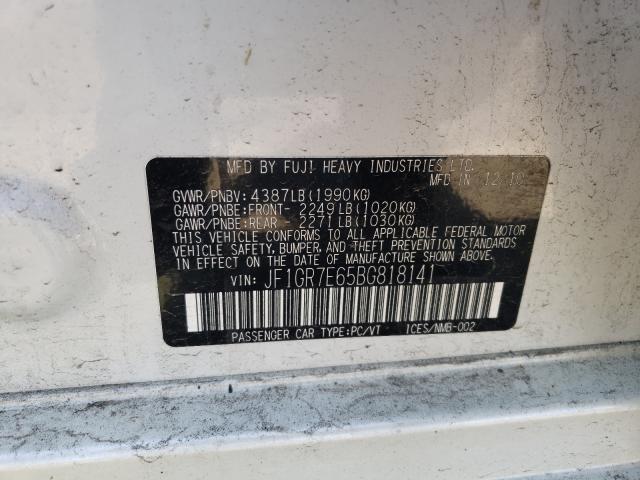 MFD BY FUJI HEAVY INDUSTRIES LTD.
MFD IN 12/10
GVWR/PNBV: 4387LB(1990KG)
GAWR/PNBE:FRONT- 2249LB(1020KG)
GAWR/PNBE:REAR - 2271LB(1030KG)
THIS VEHICLE CONFORMS TO ALL APPLICABLE FEDERAL MOTOR
VEHICLE SAFETY, BUMPER, AND THEFT PREVENTION STANDARDS
IN EFFECT ON THE DATE OF MANUFACTURE SHOWN ABOVE.
VIN: JF1GR7E65BG818141
PASSENGER CAR TYPE:PC/VT ICES/NMB-002